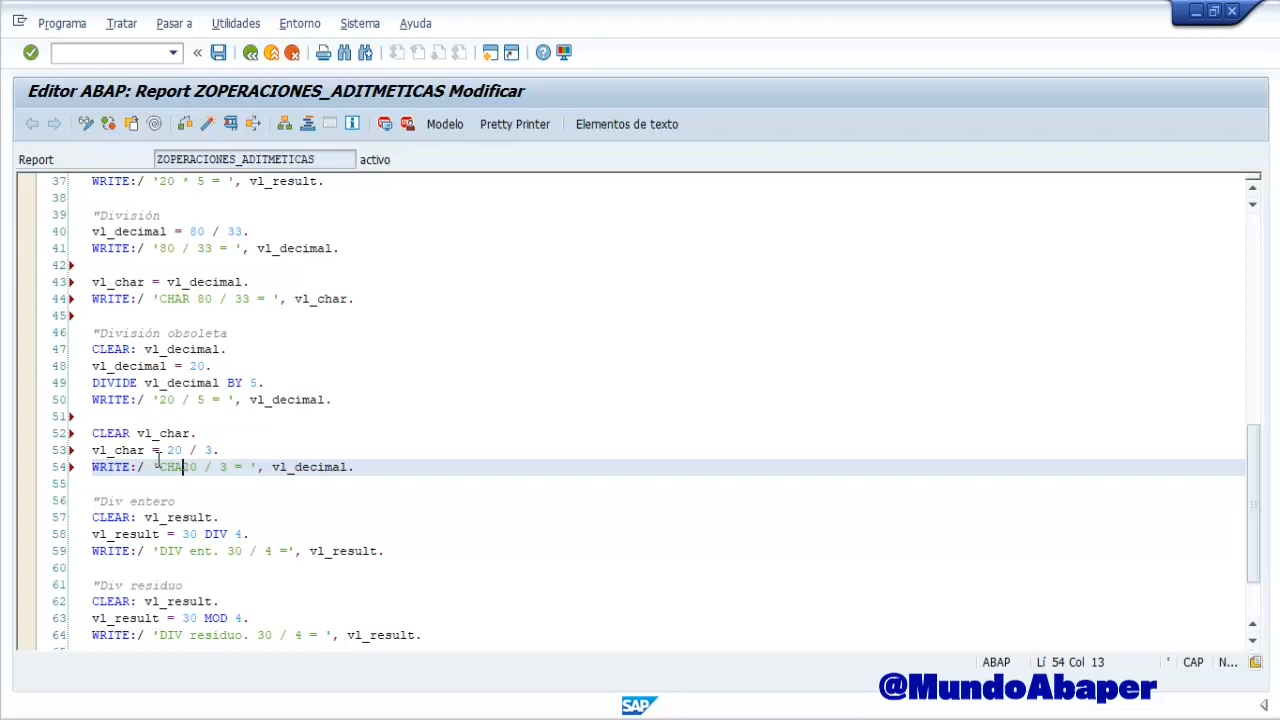 Programa Tratar Pasar a Utilidades Entorno Sistema Ayuda
Editor ABAP: Report ZOPERACIONES_ADITMETICAS Modificar
Modelo Pretty Printer Elementos de texto
Report ZOPERACIONES_ADITMETICAS activo
37 WRITE:/ '20 * 5 = ', vl_result.
38
39 "División
40 vl_decimal = 80 / 33.
41 WRITE:/ '80 / 33 = ', vl_decimal.
42
43 vl_char = vl_decimal.
44 WRITE:/ 'CHAR 80 / 33 = ', vl_char.
45
46 "División obsoleta
47 CLEAR: vl_decimal.
48 vl_decimal = 20.
49 DIVIDE vl_decimal BY 5.
50 WRITE:/ '20 / 5 = ', vl_decimal.
51
52 CLEAR vl_char.
53 vl_char = 20 / 3.
54 WRITE:/ 'CHA20 / 3 = ', vl_decimal.
55
56 "Div entero
57 CLEAR: vl_result.
58 vl_result = 30 DIV 4.
59 WRITE:/ 'DIV ent. 30 / 4 =', vl_result.
60
61 "Div residuo
62 CLEAR: vl_result.
63 vl_result = 30 MOD 4.
64 WRITE:/ 'DIV residuo. 30 / 4 = ', vl_result.
ABAP Lí 54 Col 13 CAP N...
@MundoAbaper
SAP